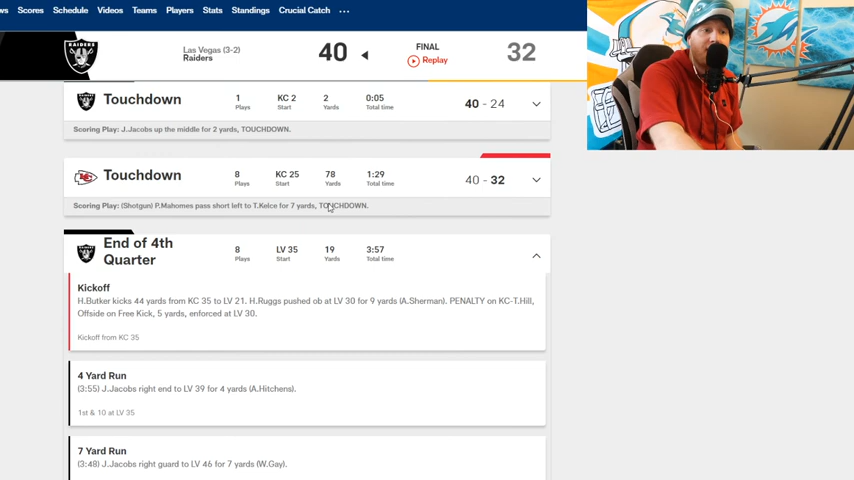 ws Scores Schedule Videos Teams Players Stats Standings Crucial Catch ...
RAIDERS
Las Vegas (3-2)
Raiders
40
FINAL
Replay
32
Touchdown
1
Plays
KC 2
Start
2
Yards
0:05
Total time
40 - 24
Scoring Play: J.Jacobs up the middle for 2 yards, TOUCHDOWN.
Touchdown
8
Plays
KC 25
Start
78
Yards
1:29
Total time
40 - 32
Scoring Play: (Shotgun) P.Mahomes pass short left to T.Kelce for 7 yards, TOUCHDOWN.
End of 4th
Quarter
8
Plays
LV 35
Start
19
Yards
3:57
Total time
Kickoff
H.Butker kicks 44 yards from KC 35 to LV 21. H.Ruggs pushed ob at LV 30 for 9 yards (A.Sherman). PENALTY on KC-T.Hill,
Offside on Free Kick, 5 yards, enforced at LV 30.
Kickoff from KC 35
4 Yard Run
(3:55) J.Jacobs right end to LV 39 for 4 yards (A.Hitchens).
1st & 10 at LV 35
7 Yard Run
(3:48) J.Jacobs right guard to LV 46 for 7 yards (W.Gay).